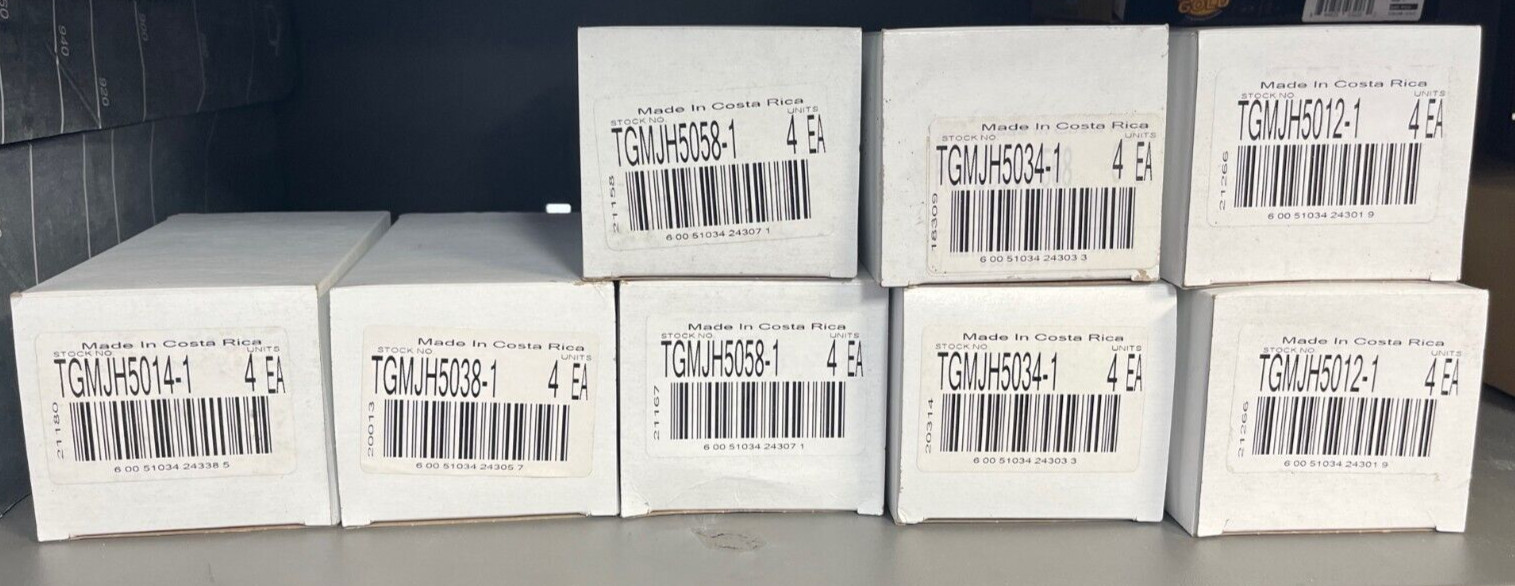 040
050
920
GOLD
Made In Costa Rica
STOCK NO. UNITS
TGMJH5058-1 4 EA
21158
6 00 51034 24307 1
Made In Costa Rica
STOCK NO. UNITS
TGMJH5034-1 4 EA
18309
6 00 51034 24303 3
Made In Costa Rica
STOCK NO. UNITS
TGMJH5012-1 4 EA
21266
6 00 51034 24301 9
Made In Costa Rica
STOCK NO. UNITS
TGMJH5014-1 4 EA
21180
6 00 51034 24338 5
Made In Costa Rica
STOCK NO. UNITS
TGMJH5038-1 4 EA
20013
6 00 51034 24305 7
Made In Costa Rica
STOCK NO. UNITS
TGMJH5058-1 4 EA
21167
6 00 51034 24307 1
Made In Costa Rica
STOCK NO. UNITS
TGMJH5034-1 4 EA
20314
6 00 51034 24303 3
Made In Costa Rica
STOCK NO. UNITS
TGMJH5012-1 4 EA
21266
6 00 51034 24301 9